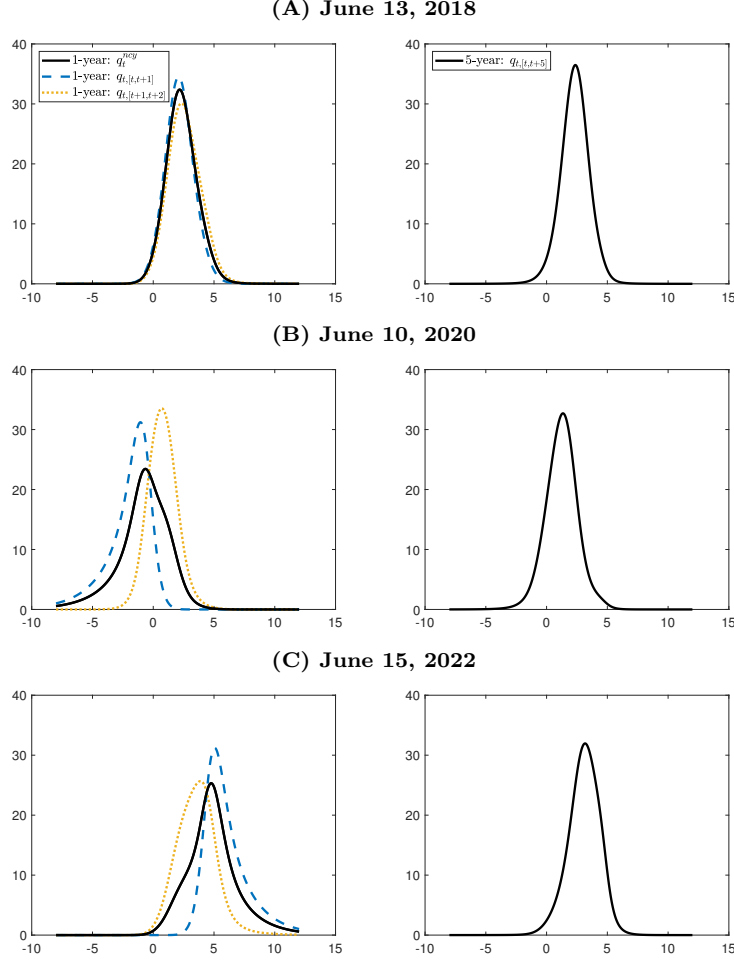 (A) June 13, 2018
40
30
20
10
0
-10 -5 0 5 10 15
1-year: q_t^{ncy}
1-year: q_{t,[t,t+1]}
1-year: q_{t,[t+1,t+2]}
40
30
20
10
0
-10 -5 0 5 10 15
5-year: q_{t,[t,t+5]}
(B) June 10, 2020
40
30
20
10
0
-10 -5 0 5 10 15
40
30
20
10
0
-10 -5 0 5 10 15
(C) June 15, 2022
40
30
20
10
0
-10 -5 0 5 10 15
40
30
20
10
0
-10 -5 0 5 10 15